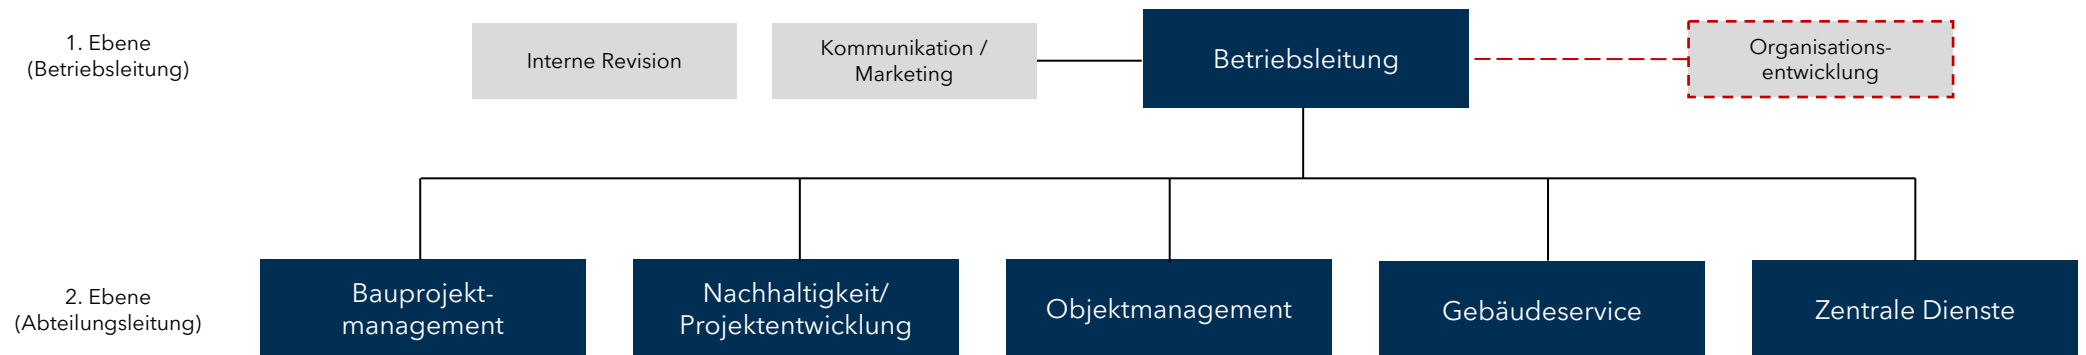 1. Ebene
(Betriebsleitung)
Interne Revision
Kommunikation /
Marketing
Betriebsleitung
Organisations-
entwicklung
2. Ebene
(Abteilungsleitung)
Bauprojekt-
management
Nachhaltigkeit/
Projektentwicklung
Objektmanagement
Gebäudeservice
Zentrale Dienste